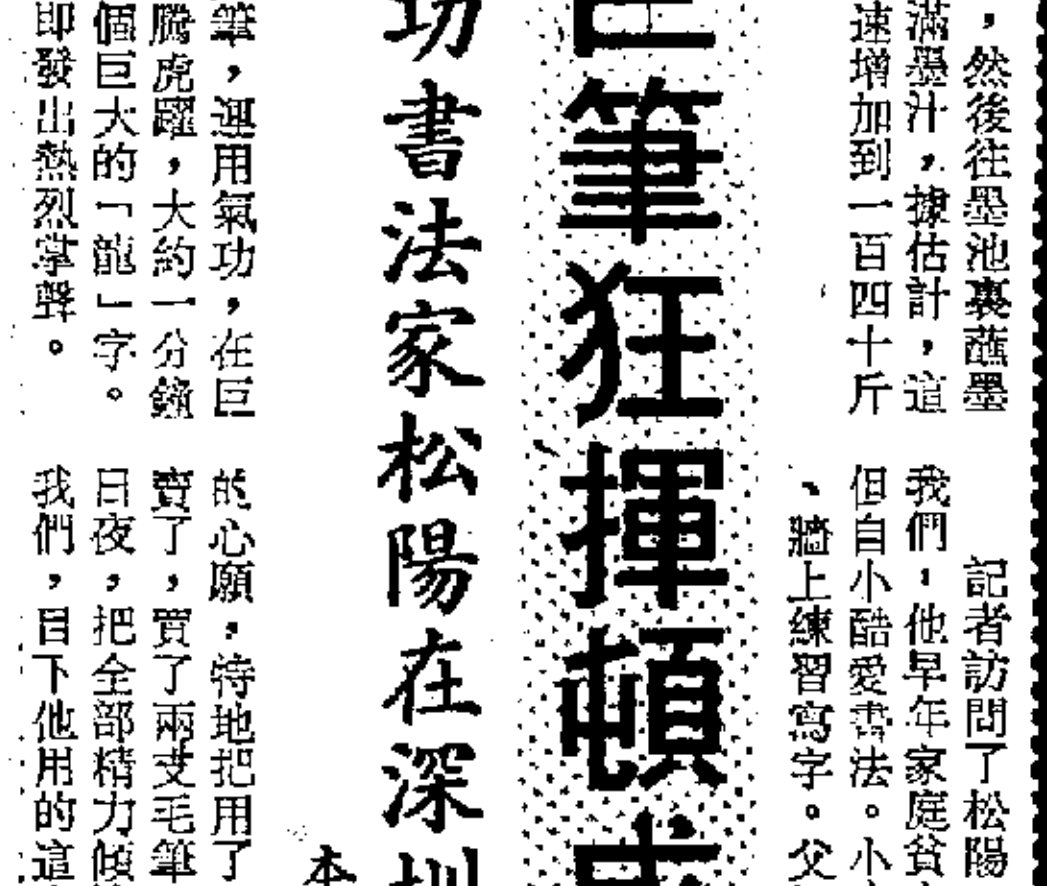 ，然後往墨池裏蘸墨
滿墨汁，據估計，這
速增加到一百四十斤
記者訪問了松陽
我們：他早年家庭貧
但自小酷愛書法。小
、牆上練習寫字。父
巨筆狂揮頓成
功書法家松陽在深圳
本
筆，運用氣功，在巨
騰虎躍，大約一分鐘
個巨大的「龍」字。
即發出熱烈掌聲。
的心願，特地把用了
賣了，買了兩支毛筆
日夜，把全部精力傾
我們，目下他用的這